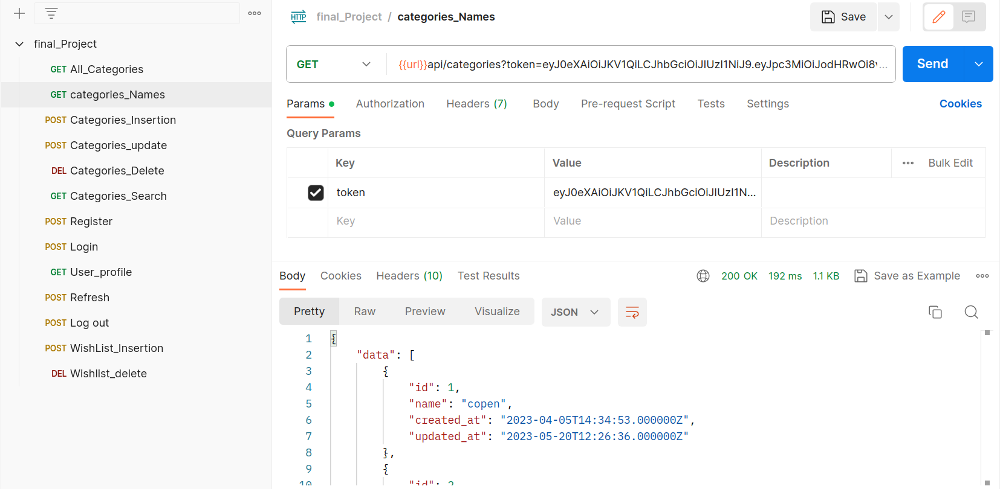 final_Project
GET All_Categories
GET categories_Names
POST Categories_Insertion
POST Categories_update
DEL Categories_Delete
GET Categories_Search
POST Register
POST Login
GET User_profile
POST Refresh
POST Log out
POST WishList_Insertion
DEL Wishlist_delete
HTTP final_Project / categories_Names
Save
GET {{url}}api/categories?token=eyJ0eXAiOiJKV1QiLCJhbGciOiJIUzI1NiJ9.eyJpc3MiOiJodHRwOi8v...
Send
Params Authorization Headers (7) Body Pre-request Script Tests Settings Cookies
Query Params
Key Value Description Bulk Edit
token eyJ0eXAiOiJKV1QiLCJhbGciOiJIUzI1N...
Key Value Description
Body Cookies Headers (10) Test Results 200 OK 192 ms 1.1 KB Save as Example
Pretty Raw Preview Visualize JSON
1 {
2 "data": [
3 {
4 "id": 1,
5 "name": "copen",
6 "created_at": "2023-04-05T14:34:53.000000Z",
7 "updated_at": "2023-05-20T12:26:36.000000Z"
8 },
9 {
10 "id": 2